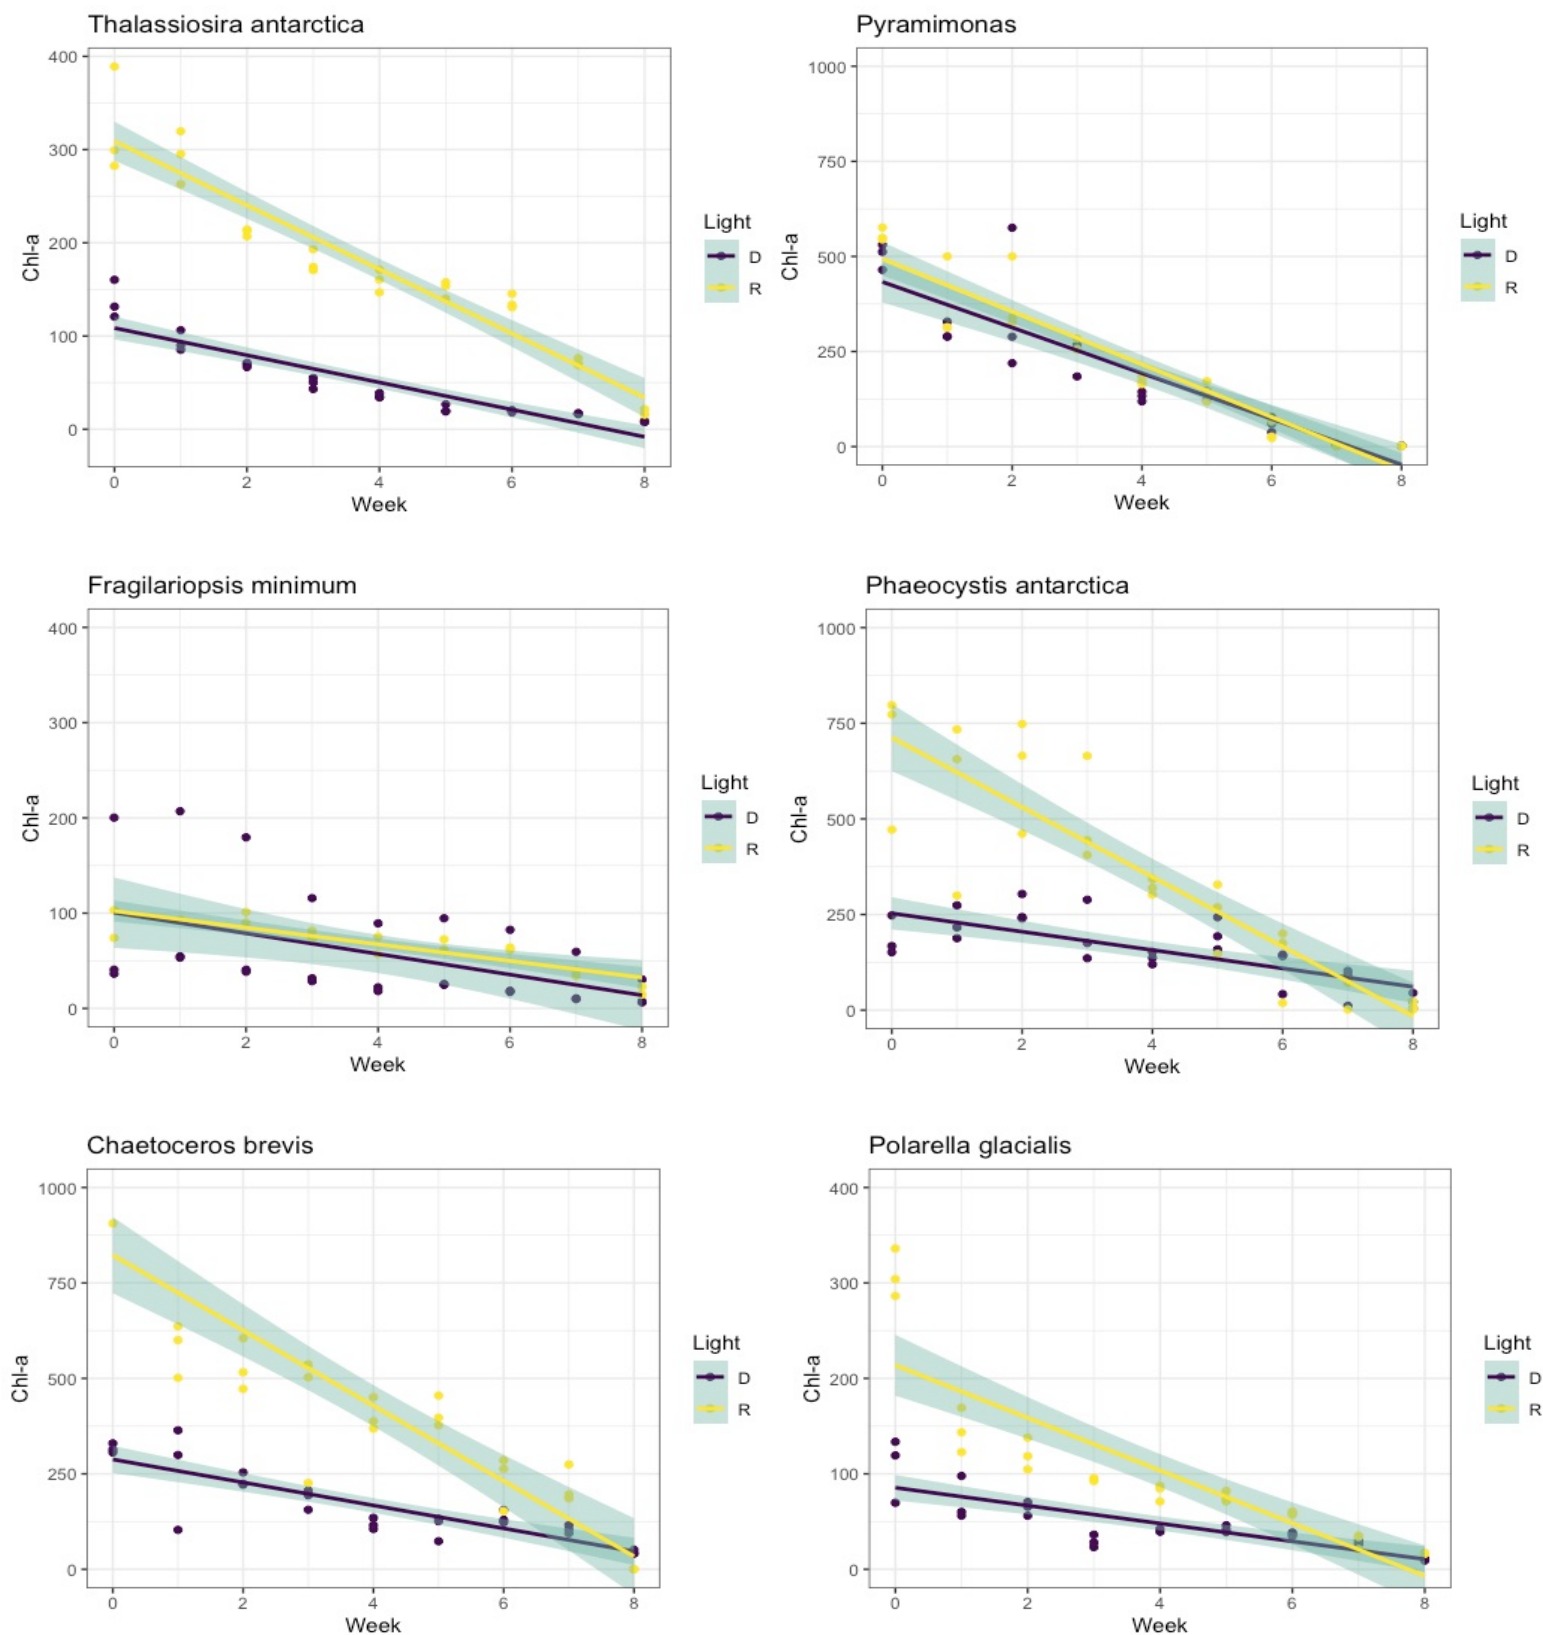 Thalassiosira antarctica
400
300
200
100
0
Chl-a
0 2 4 6 8
Week
Light
D
R
Pyramimonas
1000
750
500
250
0
Chl-a
0 2 4 6 8
Week
Light
D
R
Fragilariopsis minimum
400
300
200
100
0
Chl-a
0 2 4 6 8
Week
Light
D
R
Phaeocystis antarctica
1000
750
500
250
0
Chl-a
0 2 4 6 8
Week
Light
D
R
Chaetoceros brevis
1000
750
500
250
0
Chl-a
0 2 4 6 8
Week
Light
D
R
Polarella glacialis
400
300
200
100
0
Chl-a
0 2 4 6 8
Week
Light
D
R